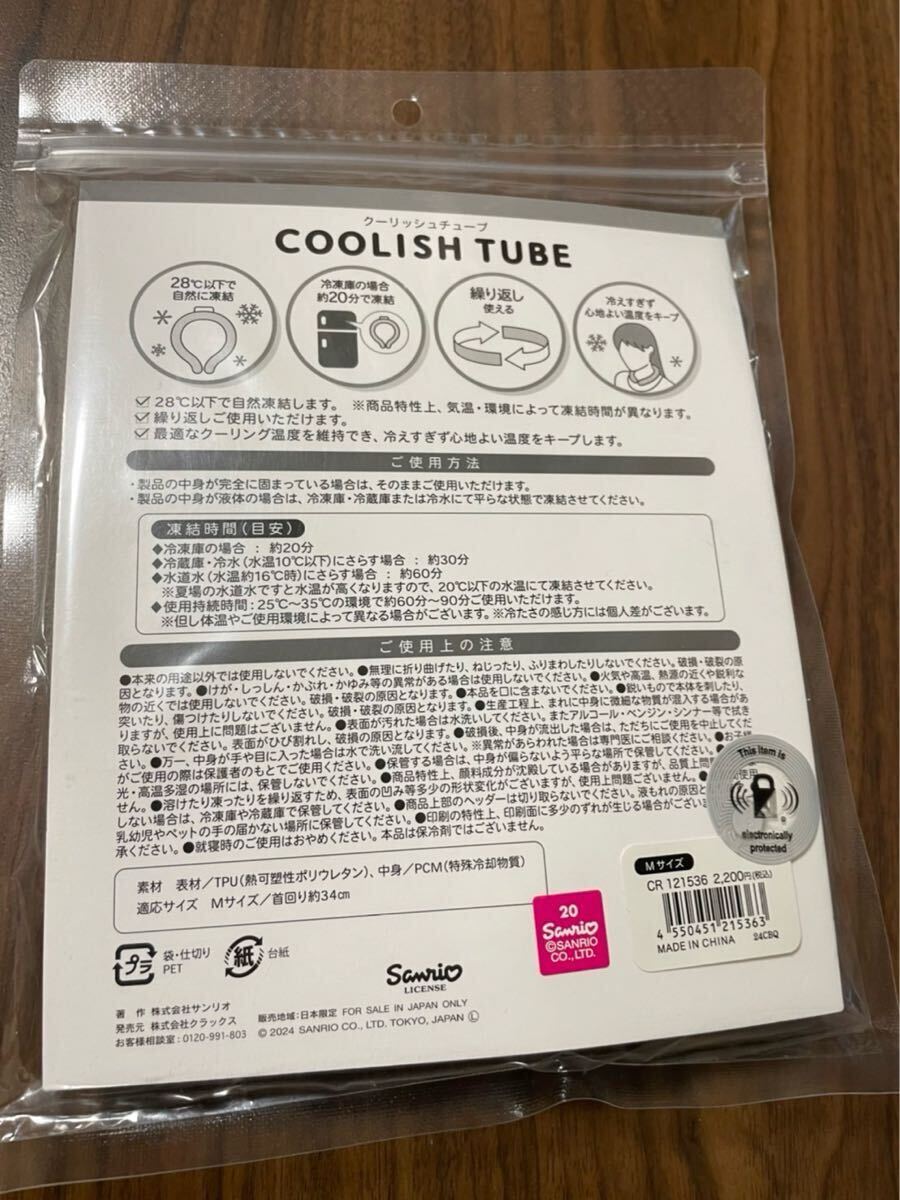 クーリッシュチューブ
COOLISH TUBE
28℃以下で
自然に凍結
冷凍庫の場合
約20分で凍結
繰り返し
使える
冷えすぎず
心地よい温度をキープ
28℃以下で自然凍結します。 ※商品特性上、気温・環境によって凍結時間が異なります。
繰り返しご使用いただけます。
最適なクーリング温度を維持でき、冷えすぎず心地よい温度をキープします。
ご使用方法
・製品の中身が完全に固まっている場合は、そのままご使用いただけます。
・製品の中身が液体の場合は、冷凍庫・冷蔵庫または冷水にて平らな状態で凍結させてください。
凍結時間(目安)
◆冷凍庫の場合 : 約20分
◆冷蔵庫・冷水(水温10℃以下)にさらす場合 : 約30分
◆水道水(水温約16℃時)にさらす場合 : 約60分
※夏場の水道水ですと水温が高くなりますので、20℃以下の水温にて凍結させてください。
◆使用持続時間:25℃~35℃の環境で約60分~90分ご使用いただけます。
※但し体温やご使用環境によって異なる場合がございます。※冷たさの感じ方には個人差がございます。
ご使用上の注意
●本来の用途以外では使用しないでください。●無理に折り曲げたり、ねじったり、ふりまわしたりしないでください。破損・破裂の原
因となります。●けが・しっしん・かぶれ・かゆみ等の異常がある場合は使用しないでください。●火気や高温、熱源の近くや鋭利な
物の近くでは使用しないでください。破損・破裂の原因となります。●本品を口に含まないでください。●鋭いもので本体を刺したり、
突いたり、傷つけたりしないでください。破損・破裂の原因となります。●生産工程上、まれに中身に微細な物質が混入する場合があ
りますが、使用上に問題はございません。●表面が汚れた場合は水洗いしてください。またアルコール・ベンジン・シンナー等で拭き
取らないでください。表面がひび割れし、破損の原因となります。●破損後、中身が流出した場合は、ただちにご使用を中止してくだ
さい。●万一、中身が手や目に入った場合は水で洗い流してください。※異常があらわれた場合は専門医にご相談ください。●お子様
がご使用の際は保護者のもとでご使用ください。●保管する場合は、中身が偏らないよう平らな場所で保管してください。
光・高温多湿の場所には、保管しないでください。●商品特性上、顔料成分が沈殿している場合がありますが、品質上問題
せん。●溶けたり凍ったりを繰り返すため、表面の凹み等多少の形状変化がございますが、使用上問題ございません。●
しない場合は、冷凍庫や冷蔵庫で保管してください。●商品上部のヘッダーは切り取らないでください。液もれの原因と
乳幼児やペットの手の届かない場所に保管してください。●印刷の特性上、印刷面に多少のずれが生じる場合がござい
承ください。●就寝時のご使用はおやめください。本品は保冷剤ではございません。
This item is
electronically
protected
素材 表材/TPU(熱可塑性ポリウレタン)、中身/PCM(特殊冷却物質)
適応サイズ Mサイズ/首回り約34cm
Mサイズ
CR 121536 2,200円(税込)
4 550451 215363
MADE IN CHINA 24CBQ
20
Sanrio
©SANRIO
CO., LTD.
プラ
袋・仕切り
PET
紙
台紙
Sanrio
LICENSE
著作 株式会社サンリオ
発売元 株式会社クラックス
お客様相談室:0120-991-803
販売地域:日本限定 FOR SALE IN JAPAN ONLY
© 2024 SANRIO CO., LTD. TOKYO, JAPAN Ⓛ